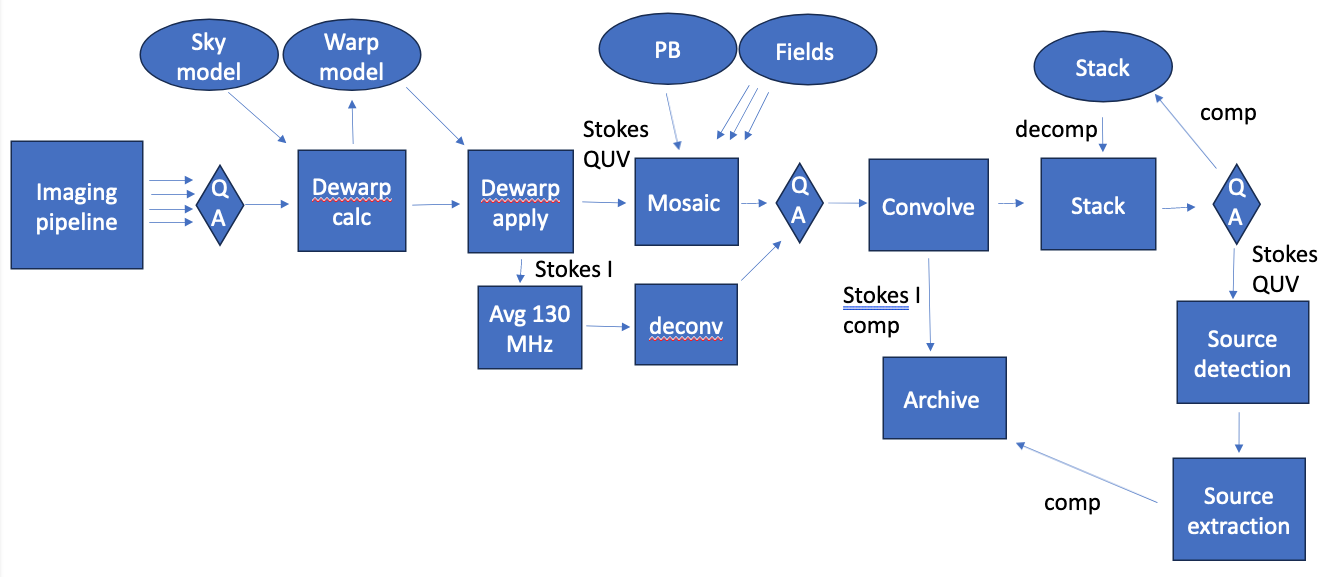 Sky
model
Warp
model
PB
Fields
Stack
comp
decomp
Stokes
QUV
Imaging
pipeline
Q
A
Dewarp
calc
Dewarp
apply
Mosaic
Q
A
Convolve
Stack
Q
A
Stokes I
Stokes
QUV
Avg 130
MHz
deconv
Stokes I
comp
Source
detection
Archive
comp
Source
extraction